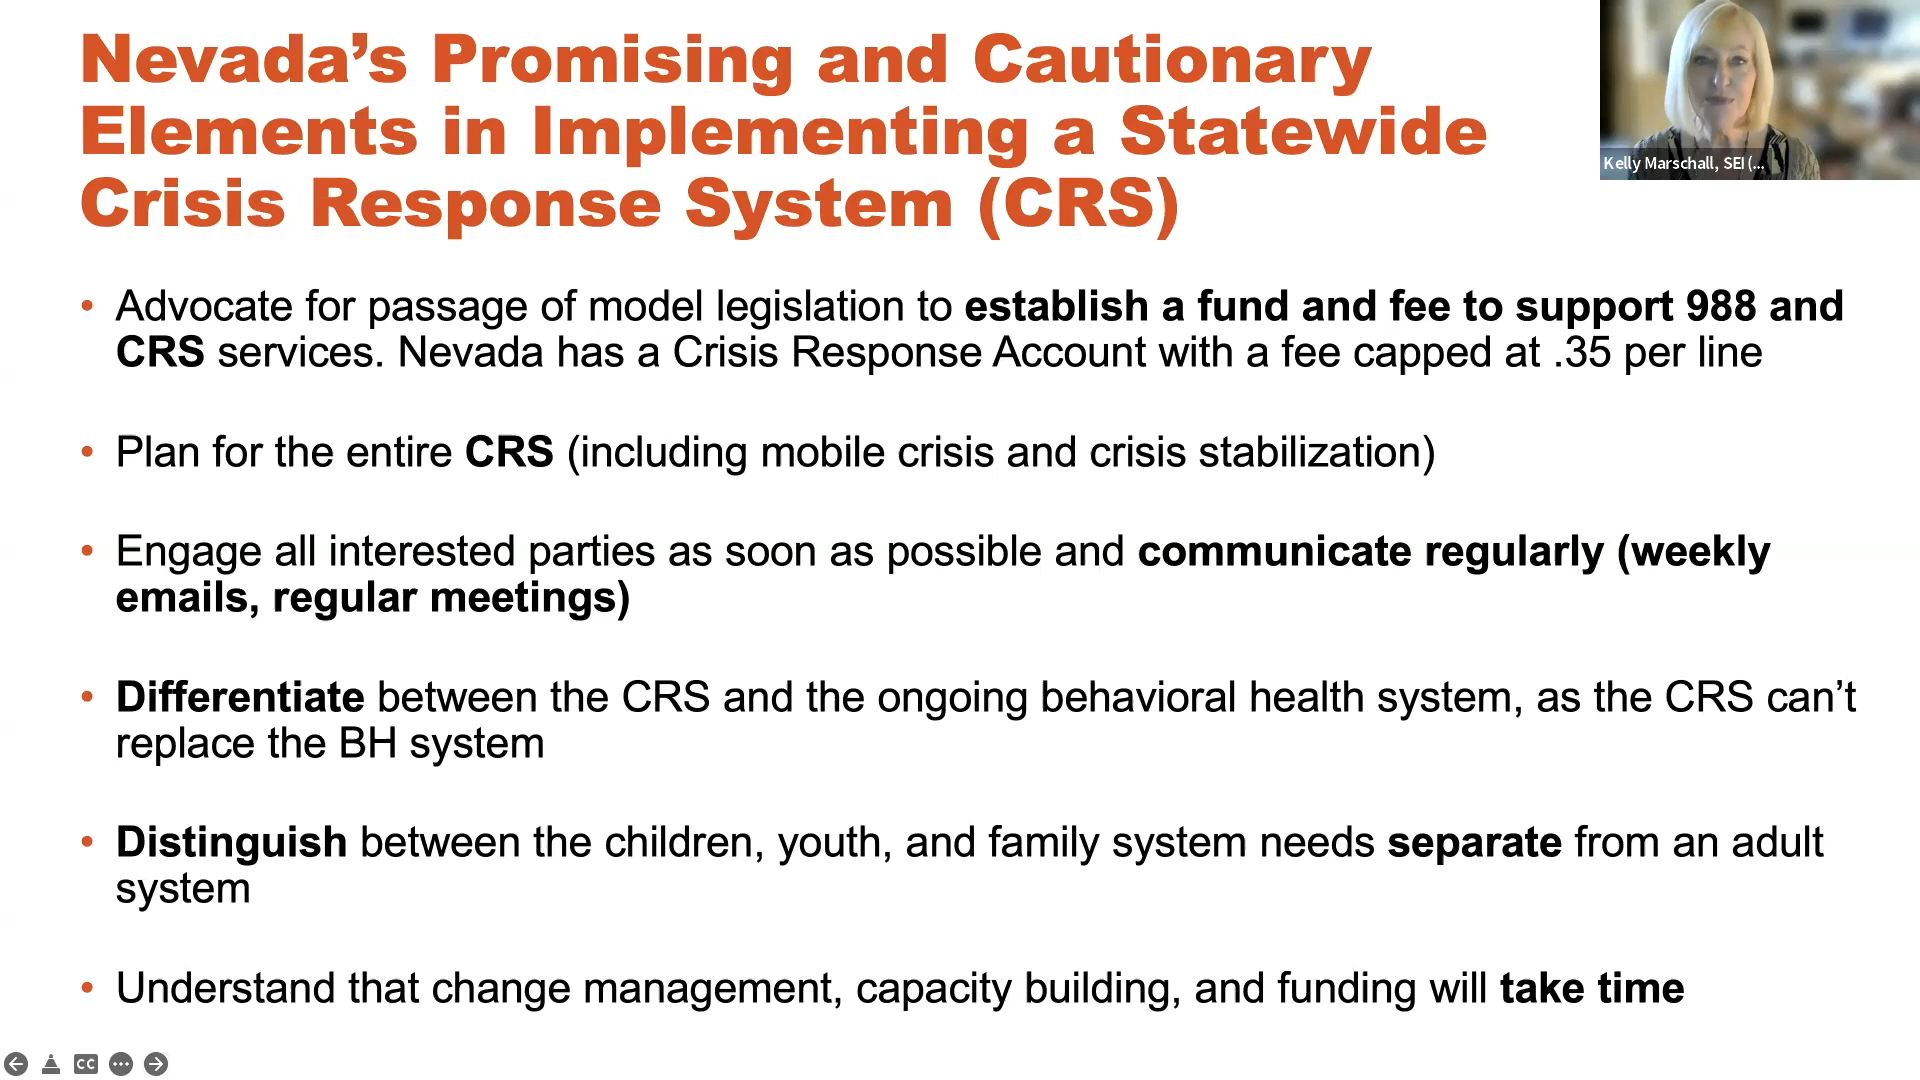 Nevada’s Promising and Cautionary
Elements in Implementing a Statewide
Crisis Response System (CRS)
Kelly Marschall, SEI (...
• Advocate for passage of model legislation to establish a fund and fee to support 988 and
CRS services. Nevada has a Crisis Response Account with a fee capped at .35 per line
• Plan for the entire CRS (including mobile crisis and crisis stabilization)
• Engage all interested parties as soon as possible and communicate regularly (weekly
emails, regular meetings)
• Differentiate between the CRS and the ongoing behavioral health system, as the CRS can’t
replace the BH system
• Distinguish between the children, youth, and family system needs separate from an adult
system
• Understand that change management, capacity building, and funding will take time
CC